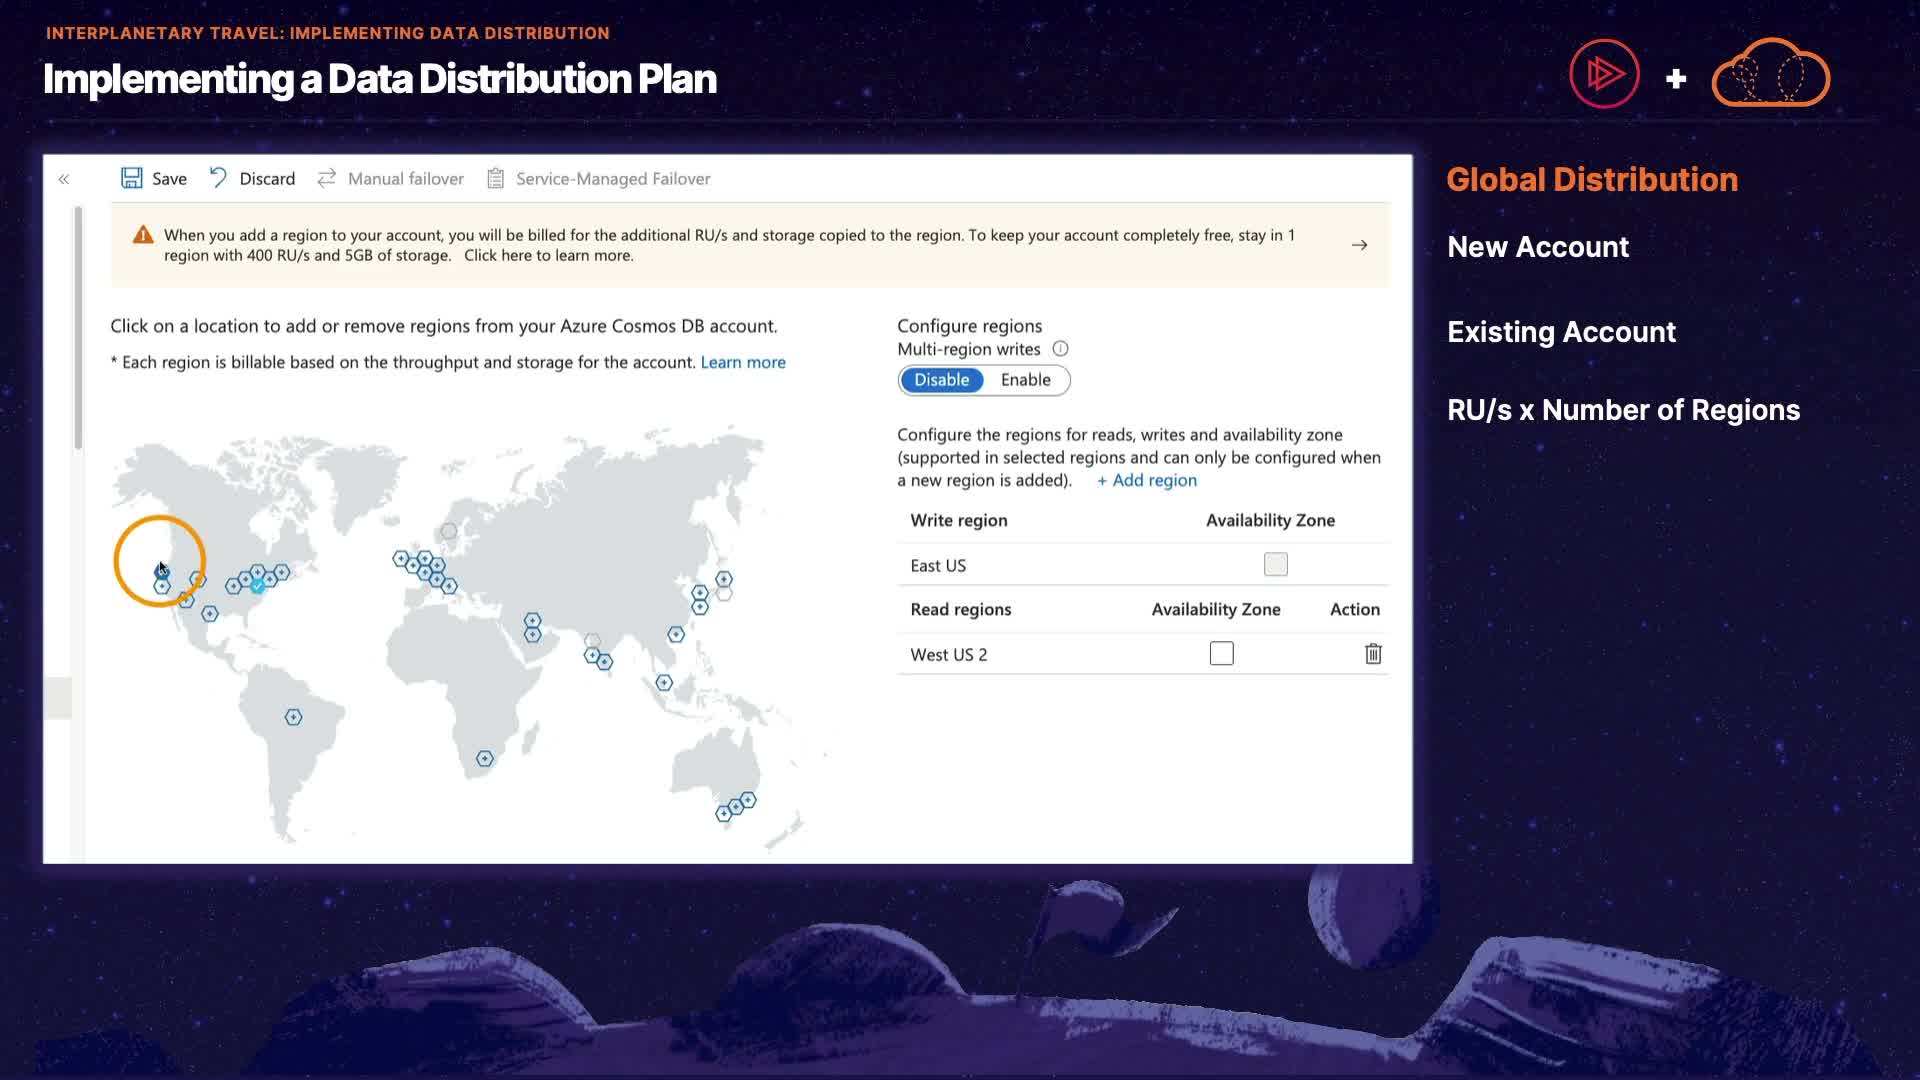 INTERPLANETARY TRAVEL: IMPLEMENTING DATA DISTRIBUTION
Implementing a Data Distribution Plan
Save Discard Manual failover Service-Managed Failover
When you add a region to your account, you will be billed for the additional RU/s and storage copied to the region. To keep your account completely free, stay in 1
region with 400 RU/s and 5GB of storage. Click here to learn more.
Click on a location to add or remove regions from your Azure Cosmos DB account.
* Each region is billable based on the throughput and storage for the account. Learn more
Configure regions
Multi-region writes
Disable Enable
Configure the regions for reads, writes and availability zone
(supported in selected regions and can only be configured when
a new region is added). + Add region
Write region Availability Zone
East US
Read regions Availability Zone Action
West US 2
Global Distribution
New Account
Existing Account
RU/s x Number of Regions